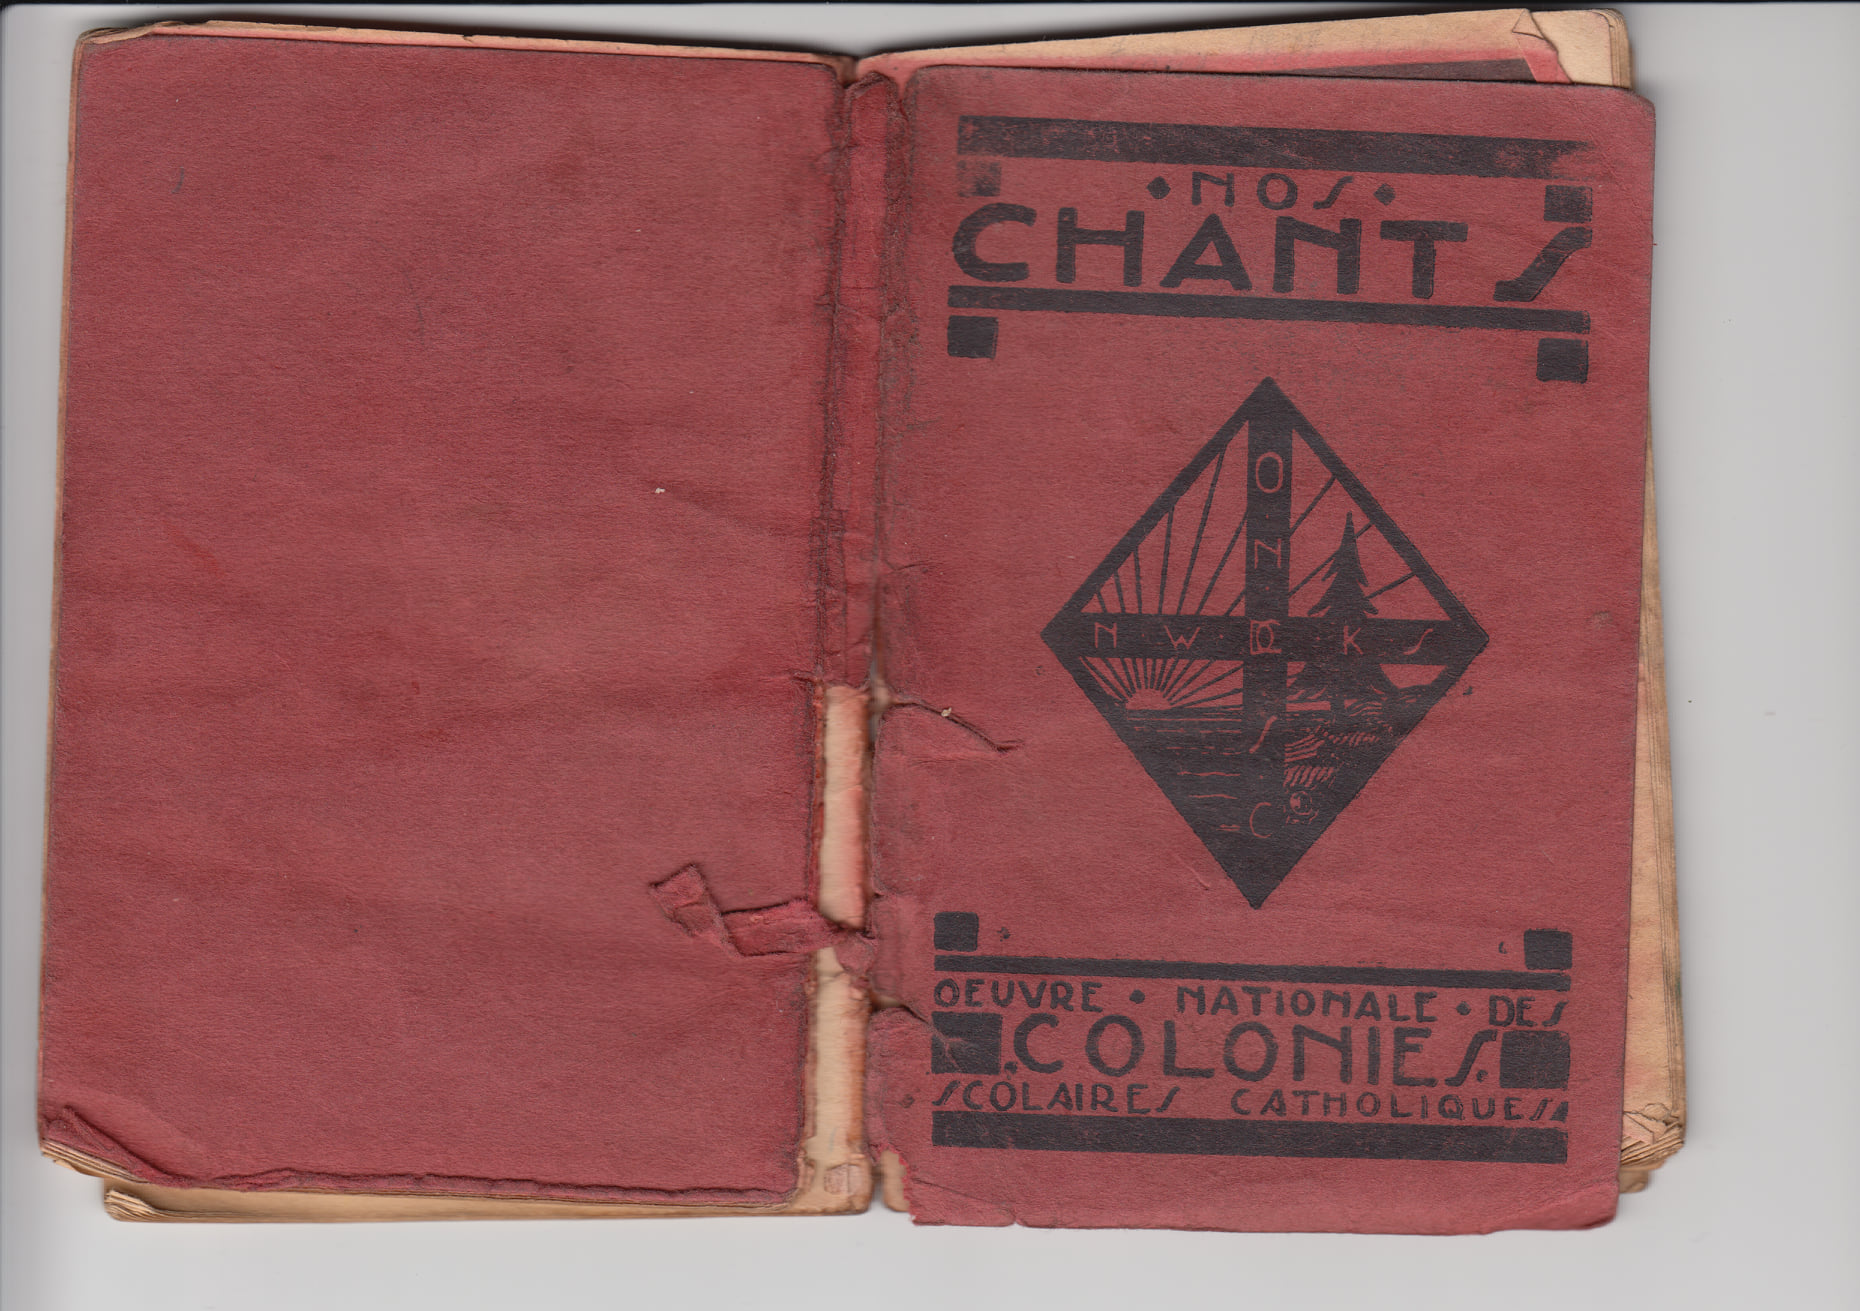 • NOS •
CHANTS
O
N
N W C K S
S
C
OEUVRE • NATIONALE • DES
COLONIES
SCOLAIRES CATHOLIQUES